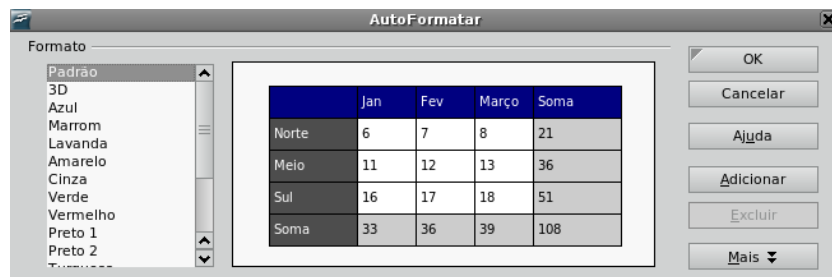 AutoFormatar
Formato
Padrão
3D
Azul
Marrom
Lavanda
Amarelo
Cinza
Verde
Vermelho
Preto 1
Preto 2
Jan Fev Março Soma
Norte 6 7 8 21
Meio 11 12 13 36
Sul 16 17 18 51
Soma 33 36 39 108
OK
Cancelar
Ajuda
Adicionar
Excluir
Mais